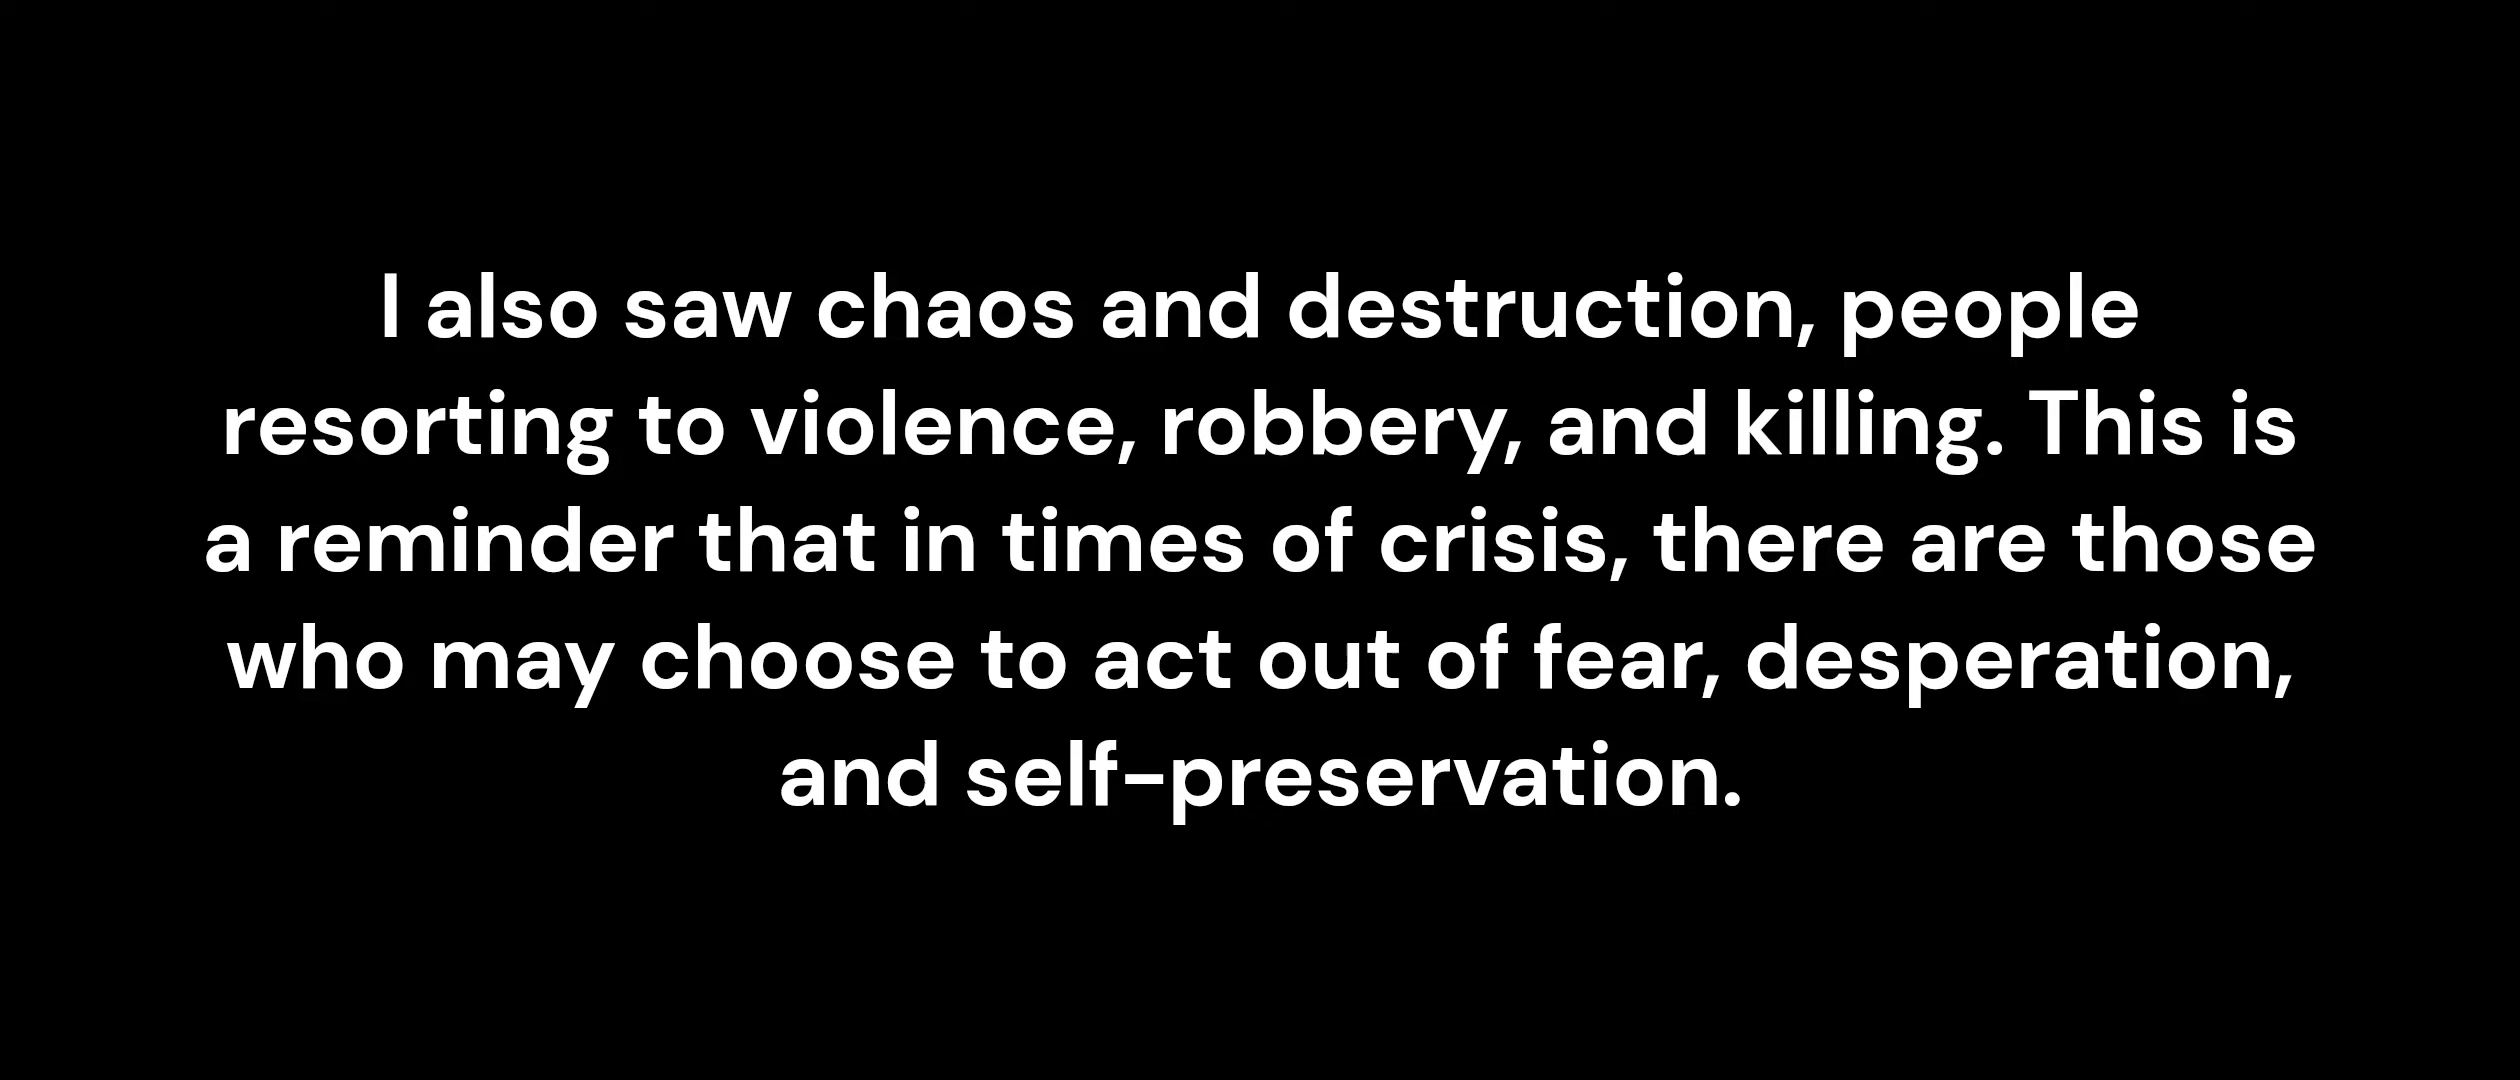 I also saw chaos and destruction, people
resorting to violence, robbery, and killing. This is
a reminder that in times of crisis, there are those
who may choose to act out of fear, desperation,
and self-preservation.